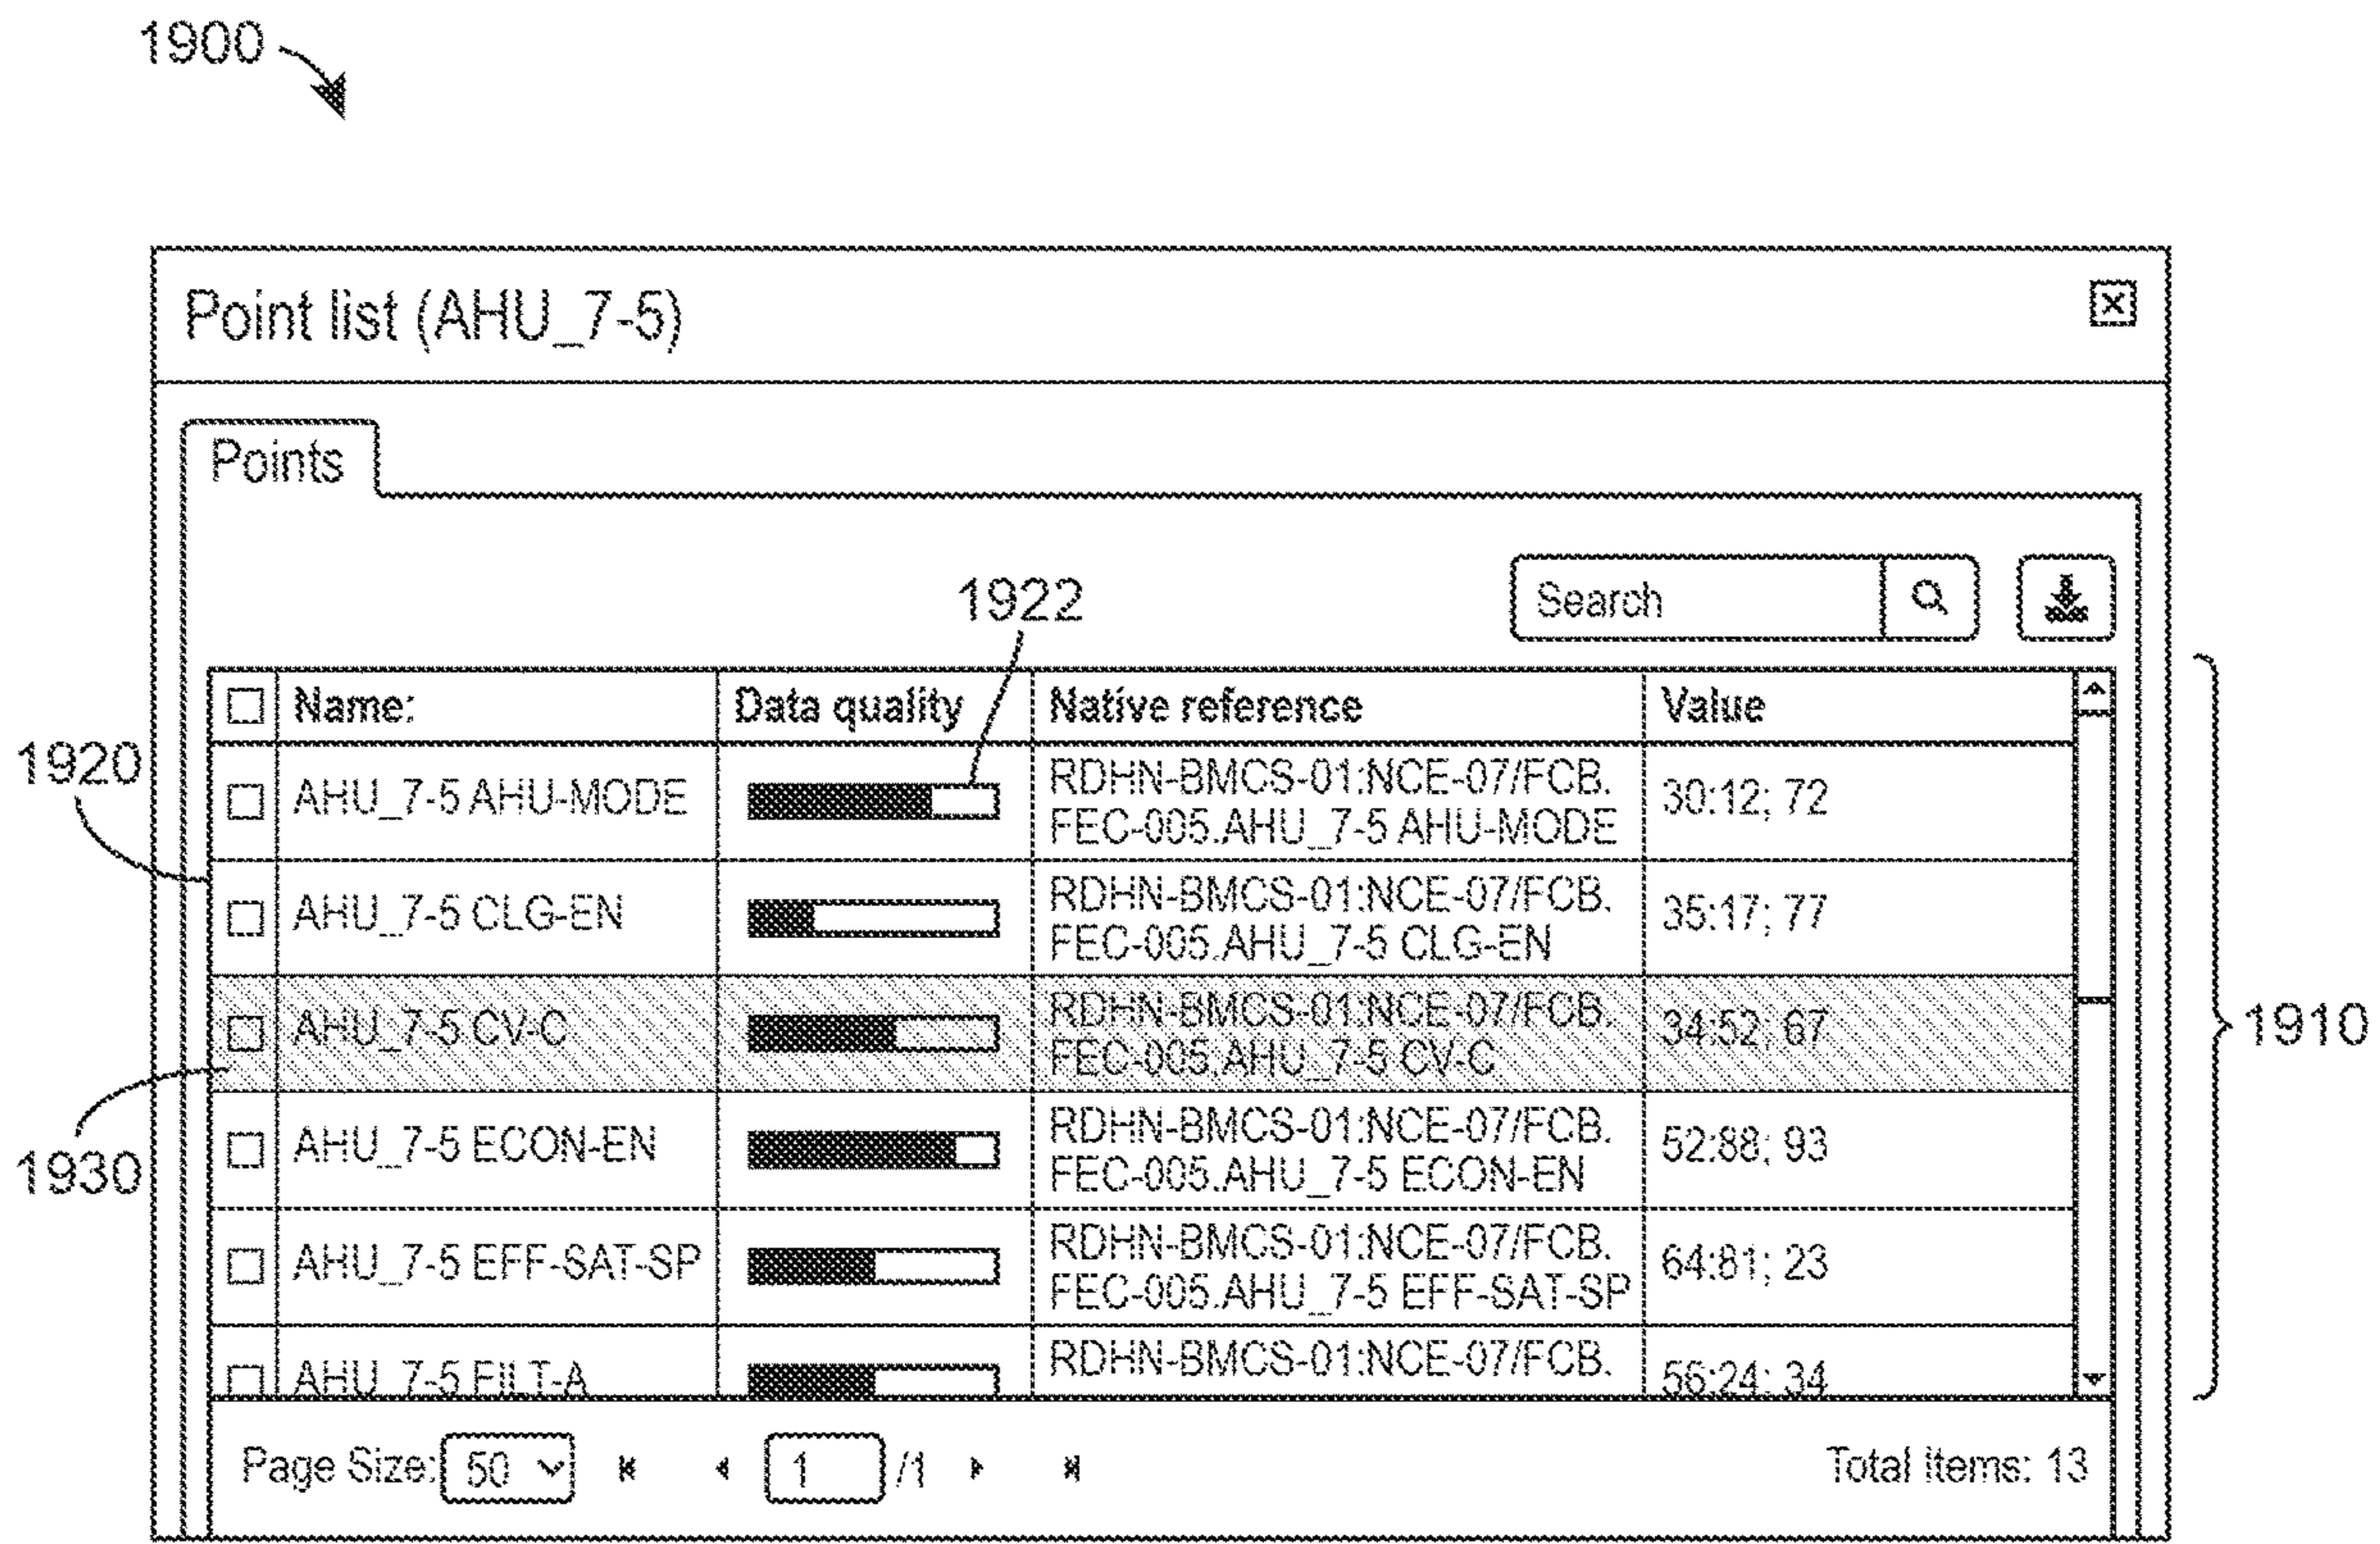 1900
Point list (AHU_7-5)
Points
1922
Search
Name: Data quality Native reference Value
1920
AHU_7-5 AHU-MODE RDHN-BMCS-01:NCE-07/FCB. 30:12; 72
FEC-005.AHU_7-5 AHU-MODE
AHU_7-5 CLG-EN RDHN-BMCS-01:NCE-07/FCB. 35:17; 77
FEC-005.AHU_7-5 CLG-EN
AHU_7-5 CV-C RDHN-BMCS-01:NCE-07/FCB. 34:52; 67
FEC-005.AHU_7-5 CV-C
1910
1930
AHU_7-5 ECON-EN RDHN-BMCS-01:NCE-07/FCB. 52:88; 93
FEC-005.AHU_7-5 ECON-EN
AHU_7-5 EFF-SAT-SP RDHN-BMCS-01:NCE-07/FCB. 64:81; 23
FEC-005.AHU_7-5 EFF-SAT-SP
AHU_7-5 FILT-A RDHN-BMCS-01:NCE-07/FCB. 56:24; 34
Page Size: 50 1 /1 Total items: 13